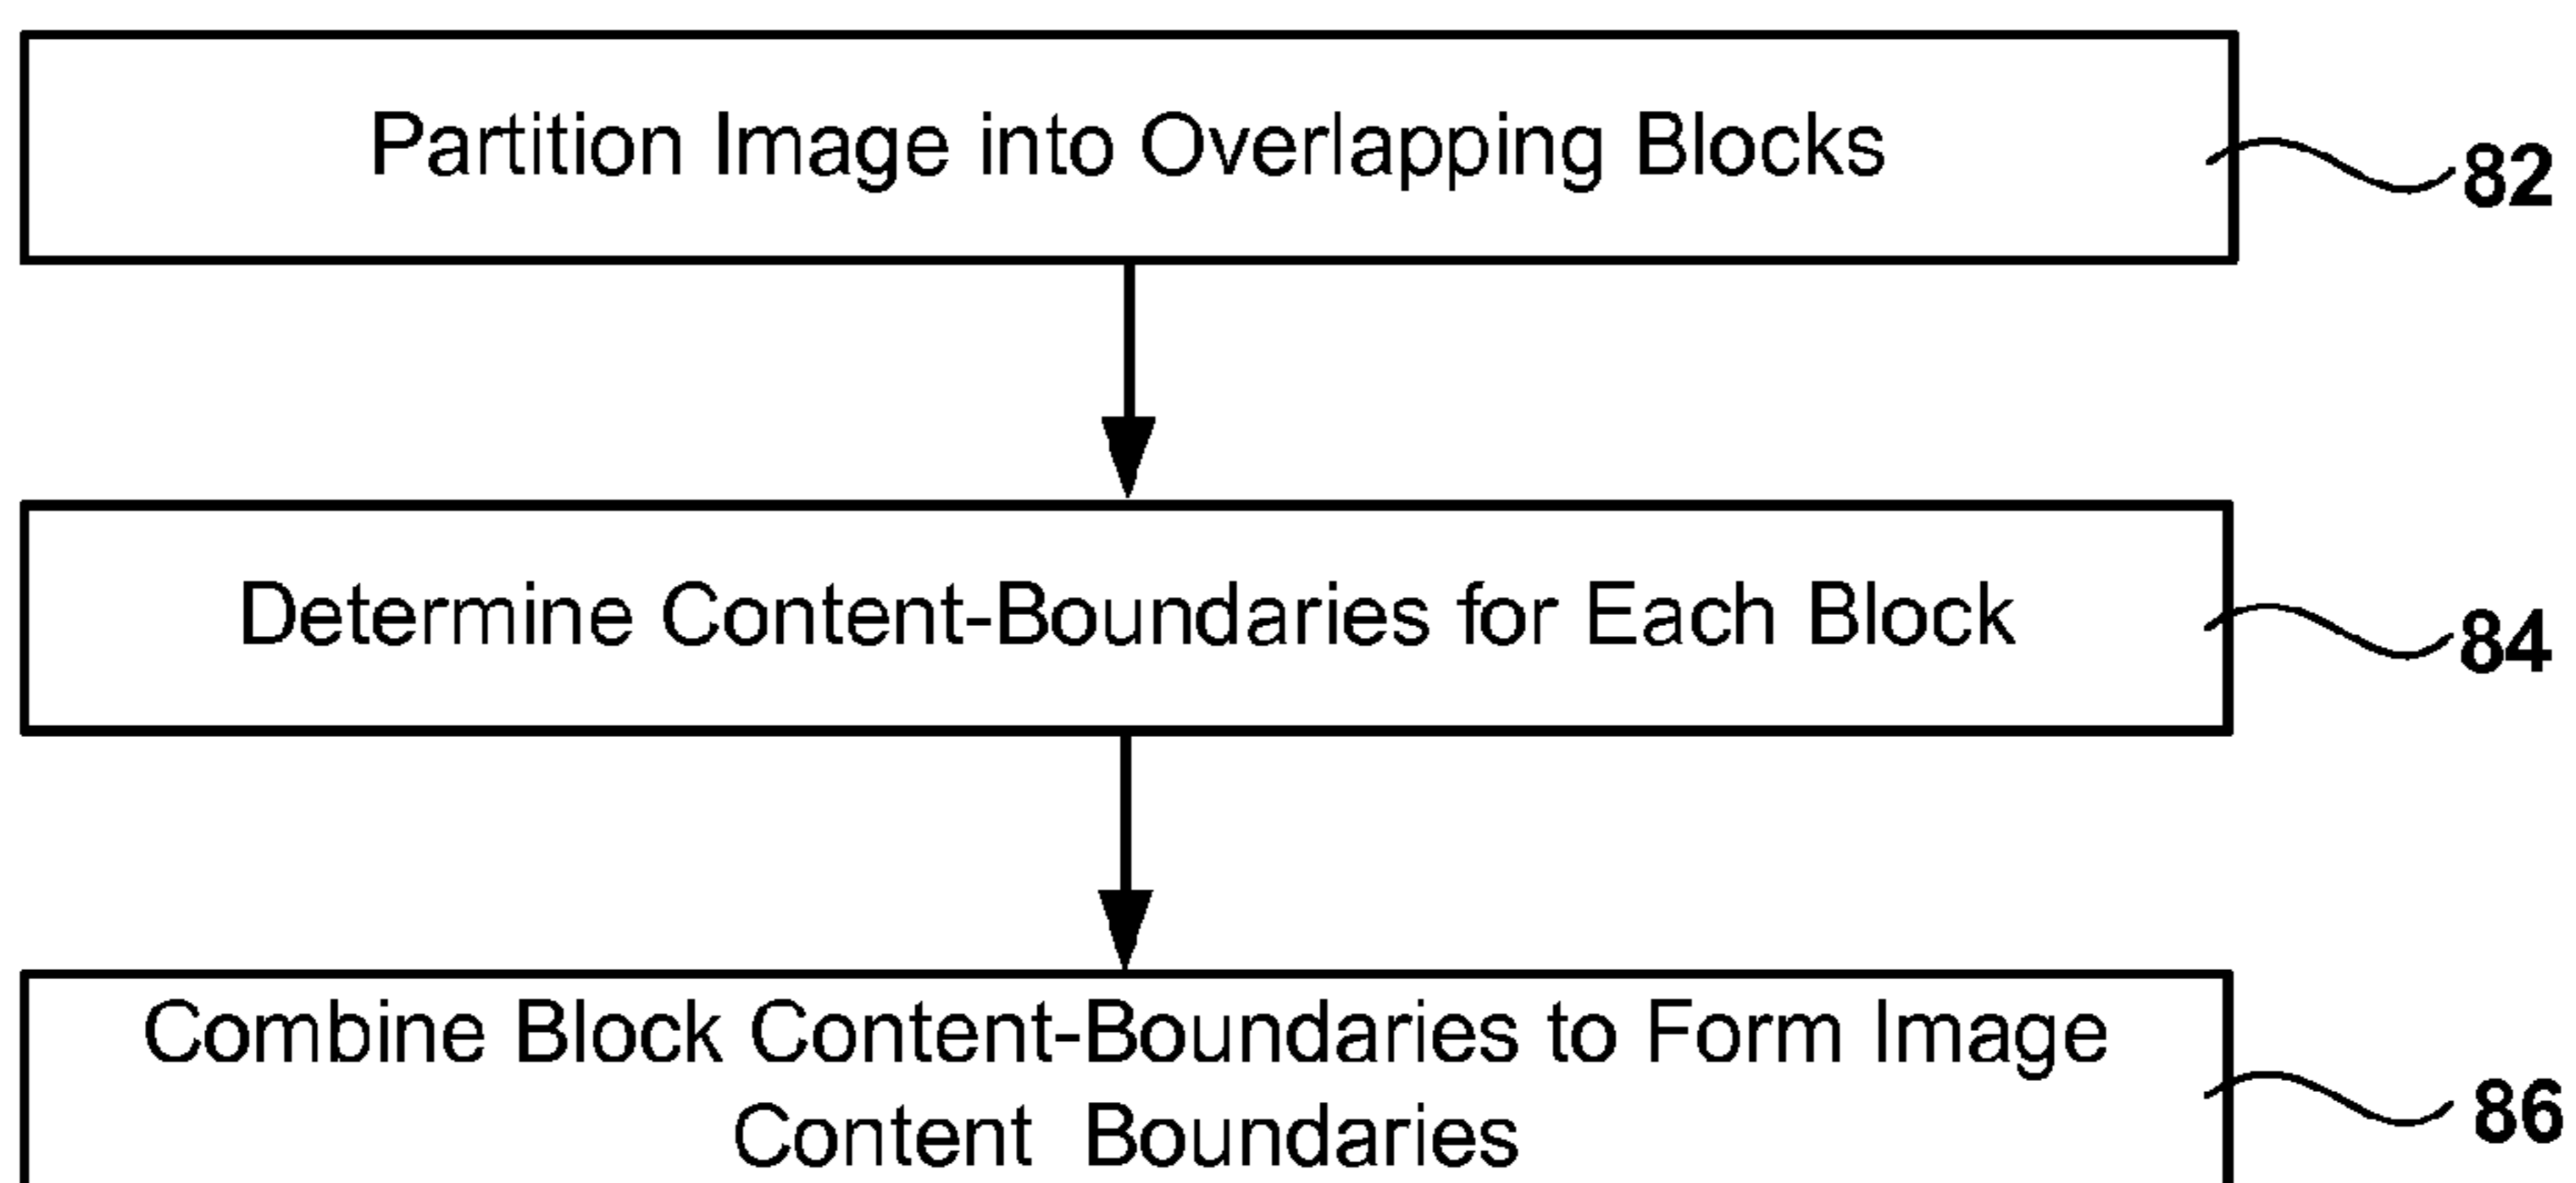 Partition Image into Overlapping Blocks
82
Determine Content-Boundaries for Each Block
84
Combine Block Content-Boundaries to Form Image
Content Boundaries
86